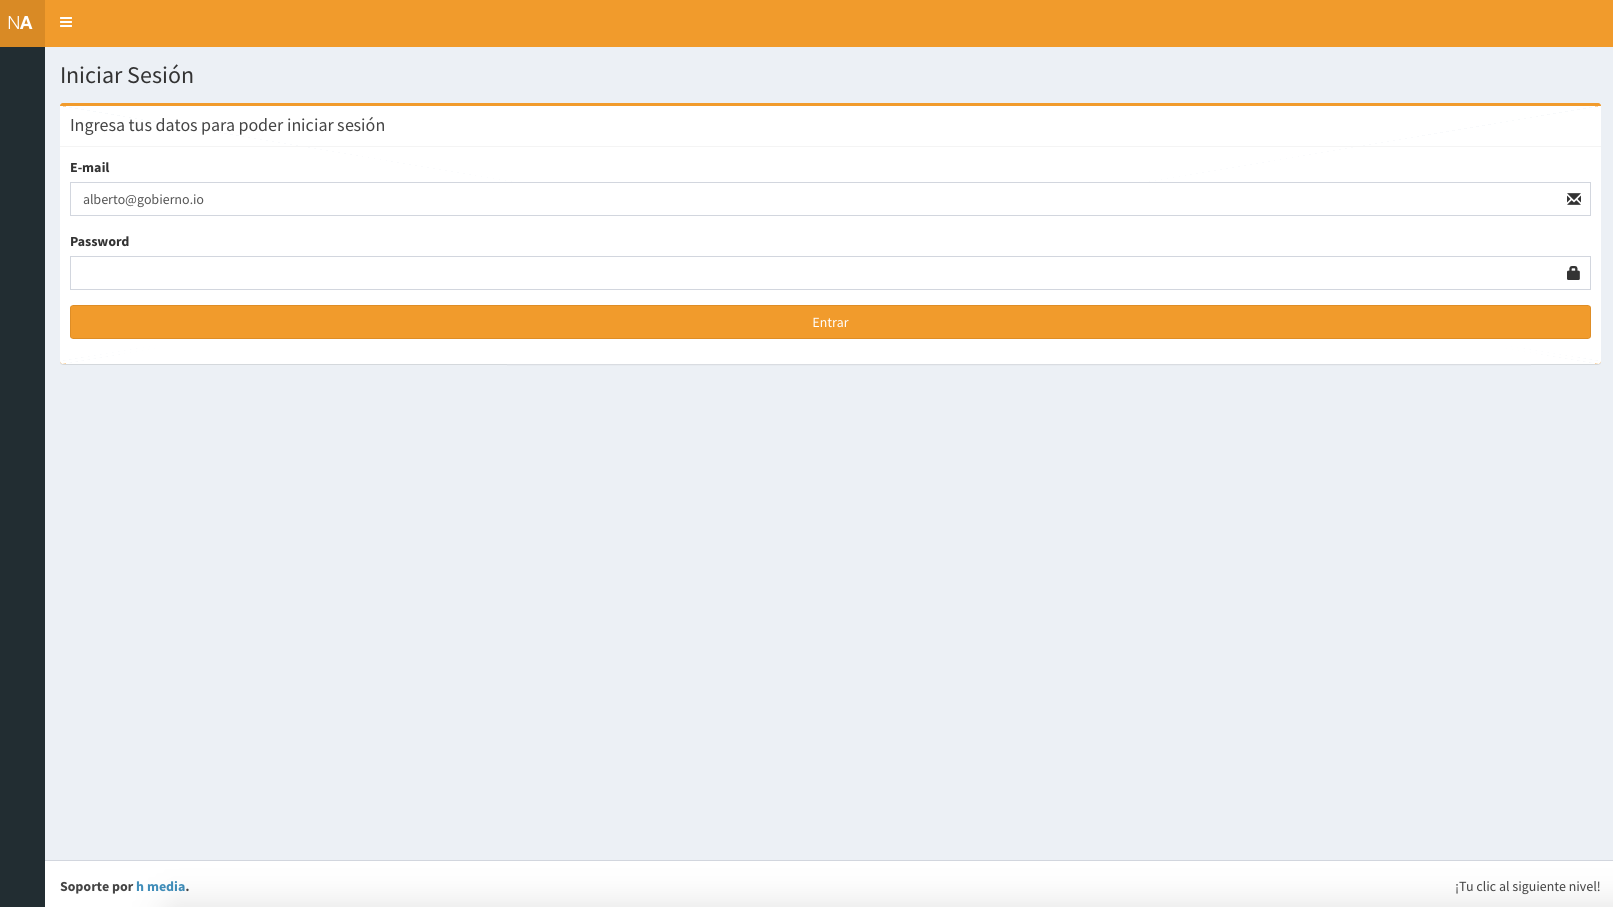 NA
Iniciar Sesión
Ingresa tus datos para poder iniciar sesión
E-mail
alberto@gobierno.io
Password
Entrar
Soporte por h media.
¡Tu clic al siguiente nivel!